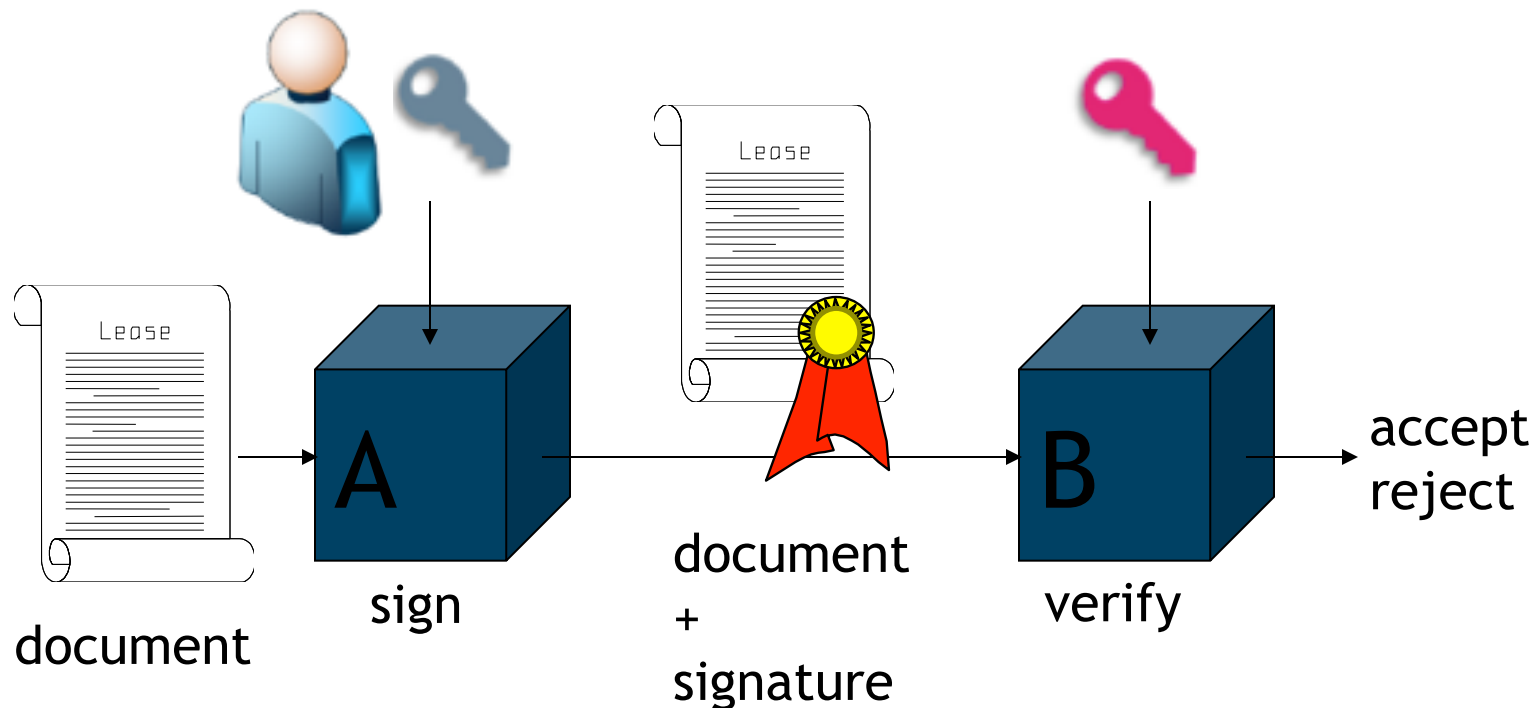 Lease
document
A
sign
Lease
document
+
signature
B
verify
accept
reject